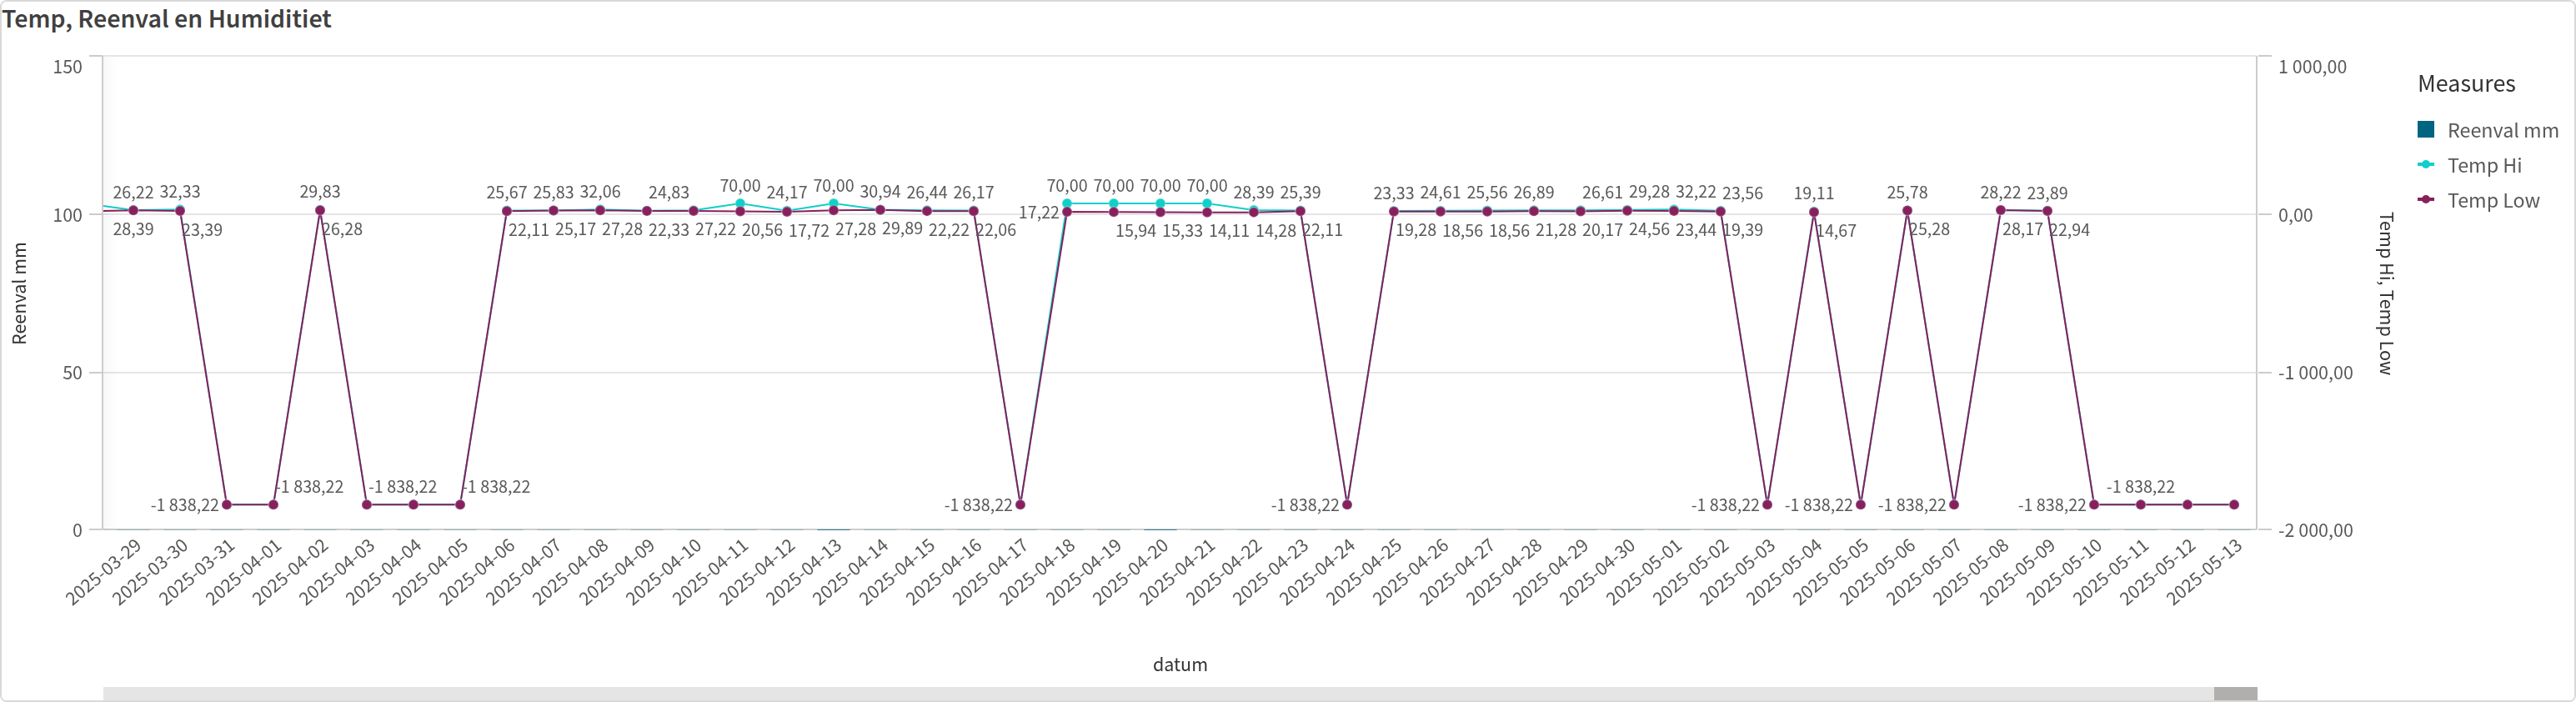 Temp, Reenval en Humiditiet
150
100
50
0
Reenval mm
1 000,00
0,00
-1 000,00
-2 000,00
Temp Hi, Temp Low
Measures
Reenval mm
Temp Hi
Temp Low
26,22 32,33 29,83 25,67 25,83 32,06 24,83 70,00 24,17 70,00 30,94 26,44 26,17 70,00 70,00 70,00 70,00 28,39 25,39 23,33 24,61 25,56 26,89 26,61 29,28 32,22 23,56 19,11 25,78 28,22 23,89
28,39 23,39 26,28 22,11 25,17 27,28 22,33 27,22 20,56 17,72 27,28 29,89 22,22 22,06 17,22 15,94 15,33 14,11 14,28 22,11 19,28 18,56 18,56 21,28 20,17 24,56 23,44 19,39 14,67 25,28 28,17 22,94
-1 838,22 -1 838,22 -1 838,22 -1 838,22 -1 838,22 -1 838,22 -1 838,22 -1 838,22 -1 838,22 -1 838,22 -1 838,22
2025-03-29 2025-03-30 2025-03-31 2025-04-01 2025-04-02 2025-04-03 2025-04-04 2025-04-05 2025-04-06 2025-04-07 2025-04-08 2025-04-09 2025-04-10 2025-04-11 2025-04-12 2025-04-13 2025-04-14 2025-04-15 2025-04-16 2025-04-17 2025-04-18 2025-04-19 2025-04-20 2025-04-21 2025-04-22 2025-04-23 2025-04-24 2025-04-25 2025-04-26 2025-04-27 2025-04-28 2025-04-29 2025-04-30 2025-05-01 2025-05-02 2025-05-03 2025-05-04 2025-05-05 2025-05-06 2025-05-07 2025-05-08 2025-05-09 2025-05-10 2025-05-11 2025-05-12 2025-05-13
datum